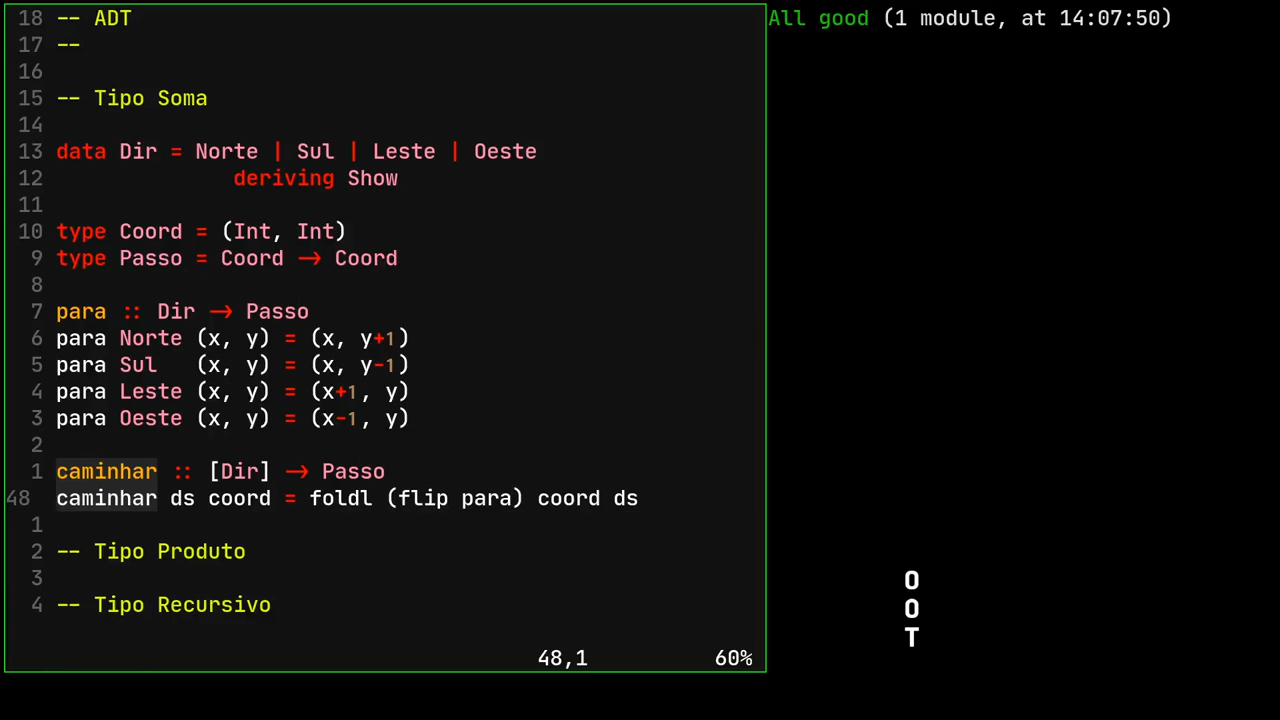 18 -- ADT
17 --
16
15 -- Tipo Soma
14
13 data Dir = Norte | Sul | Leste | Oeste
12 deriving Show
11
10 type Coord = (Int, Int)
9 type Passo = Coord -> Coord
8
7 para :: Dir -> Passo
6 para Norte (x, y) = (x, y+1)
5 para Sul (x, y) = (x, y-1)
4 para Leste (x, y) = (x+1, y)
3 para Oeste (x, y) = (x-1, y)
2
1 caminhar :: [Dir] -> Passo
48 caminhar ds coord = foldl (flip para) coord ds
1
2 -- Tipo Produto
3
4 -- Tipo Recursivo
48,1 60%
All good (1 module, at 14:07:50)
O
O
T